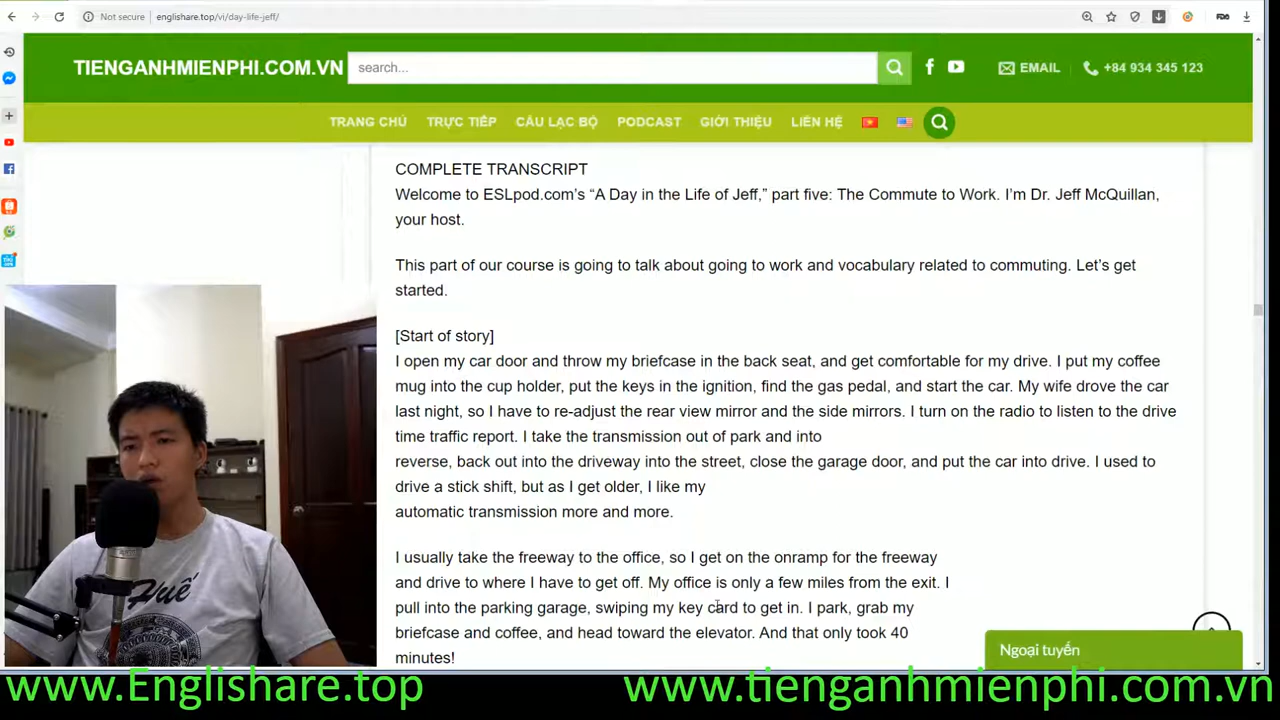 Not secure englishare.top/vi/day-life-jeff/
TIENGANHMIENPHI.COM.VN search... EMAIL +84 934 345 123
TRANG CHỦ TRỰC TIẾP CÂU LẠC BỘ PODCAST GIỚI THIỆU LIÊN HỆ
COMPLETE TRANSCRIPT
Welcome to ESLpod.com’s “A Day in the Life of Jeff,” part five: The Commute to Work. I’m Dr. Jeff McQuillan,
your host.
This part of our course is going to talk about going to work and vocabulary related to commuting. Let’s get
started.
[Start of story]
I open my car door and throw my briefcase in the back seat, and get comfortable for my drive. I put my coffee
mug into the cup holder, put the keys in the ignition, find the gas pedal, and start the car. My wife drove the car
last night, so I have to re-adjust the rear view mirror and the side mirrors. I turn on the radio to listen to the drive
time traffic report. I take the transmission out of park and into
reverse, back out into the driveway into the street, close the garage door, and put the car into drive. I used to
drive a stick shift, but as I get older, I like my
automatic transmission more and more.
I usually take the freeway to the office, so I get on the onramp for the freeway
and drive to where I have to get off. My office is only a few miles from the exit. I
pull into the parking garage, swiping my key card to get in. I park, grab my
briefcase and coffee, and head toward the elevator. And that only took 40
minutes!
Ngoại tuyến
Huế
www.Englishare.top www.tienganhmienphi.com.vn